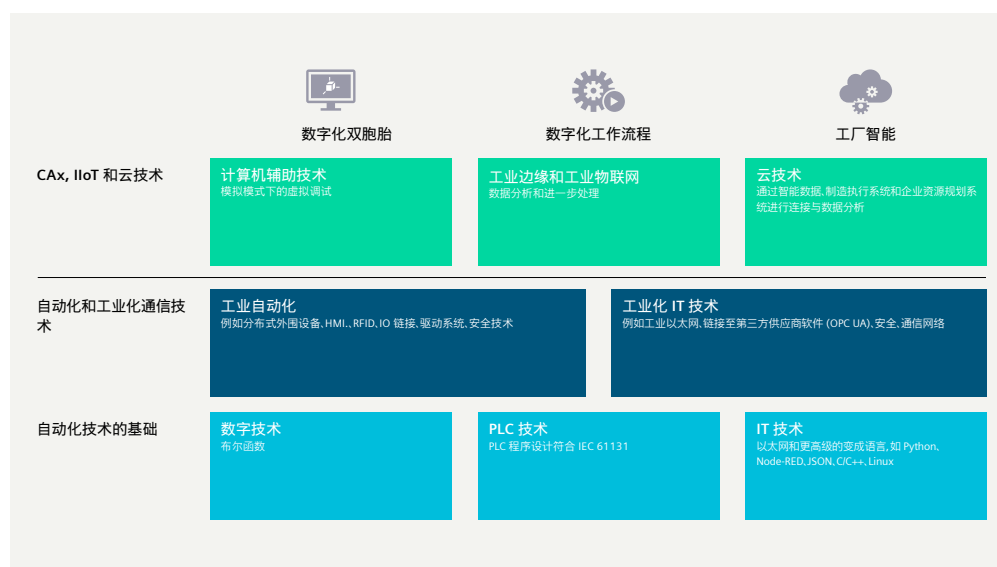 数字化双胞胎
数字化工作流程
工厂智能
CAx, IIoT 和云技术
计算机辅助技术
模拟模式下的虚拟调试
工业边缘和工业物联网
数据分析和进一步处理
云技术
通过智能数据、制造执行系统和企业资源规划系
统进行连接与数据分析
自动化和工业化通信技
术
工业自动化
例如分布式外围设备、HMI.、RFID、IO 链接、驱动系统、安全技术
工业化 IT 技术
例如工业以太网、链接至第三方供应商软件 (OPC UA)、安全、通信网络
自动化技术的基础
数字技术
布尔函数
PLC 技术
PLC 程序设计符合 IEC 61131
IT 技术
以太网和更高级的变成语言, 如 Python、
Node-RED、JSON、C/C++、Linux